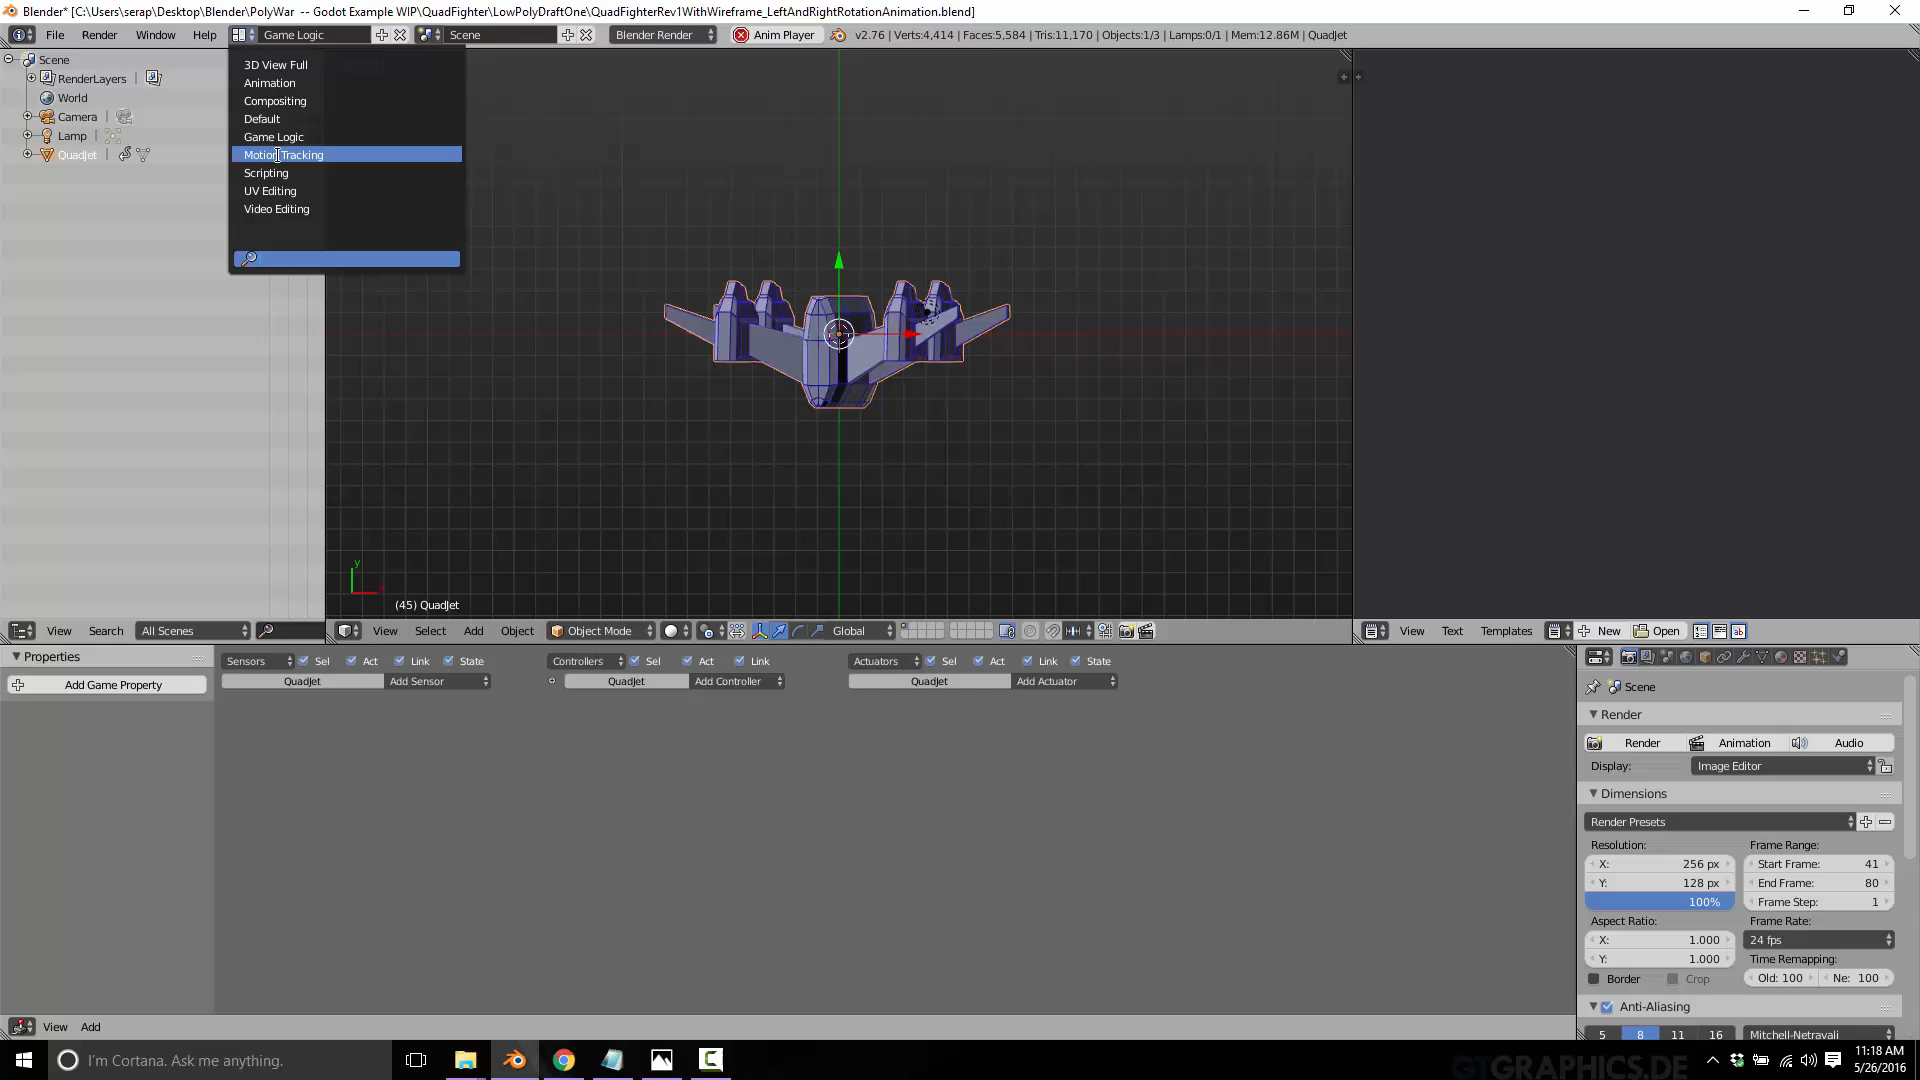 Blender* [C:\Users\serap\Desktop\Blender\PolyWar -- Godot Example WIP\QuadFighter\LowPolyDraftOne\QuadFighterRev1WithWireframe_LeftAndRightRotationAnimation.blend]
File Render Window Help Game Logic Scene Blender Render Anim Player v2.76 | Verts:4,414 | Faces:5,584 | Tris:11,170 | Objects:1/3 | Lamps:0/1 | Mem:12.86M | QuadJet
Scene
RenderLayers
World
Camera
Lamp
QuadJet
3D View Full
Animation
Compositing
Default
Game Logic
Motion Tracking
Scripting
UV Editing
Video Editing
y
(45) QuadJet
View Search All Scenes
View Select Add Object Object Mode Global
View Text Templates New Open
Properties
Add Game Property
Sensors Sel Act Link State Controllers Sel Act Link Actuators Sel Act Link State
QuadJet Add Sensor QuadJet Add Controller QuadJet Add Actuator
Scene
Render
Render Animation Audio
Display: Image Editor
Dimensions
Render Presets
Resolution: Frame Range:
X: 256 px Start Frame: 41
Y: 128 px End Frame: 80
100% Frame Step: 1
Aspect Ratio: Frame Rate:
X: 1.000 24 fps
Y: 1.000 Time Remapping:
Border Crop Old: 100 Ne: 100
Anti-Aliasing
5 8 11 16 Mitchell-Netravali
View Add
I'm Cortana. Ask me anything.
GTGRAPHICS.DE
11:18 AM
5/26/2016